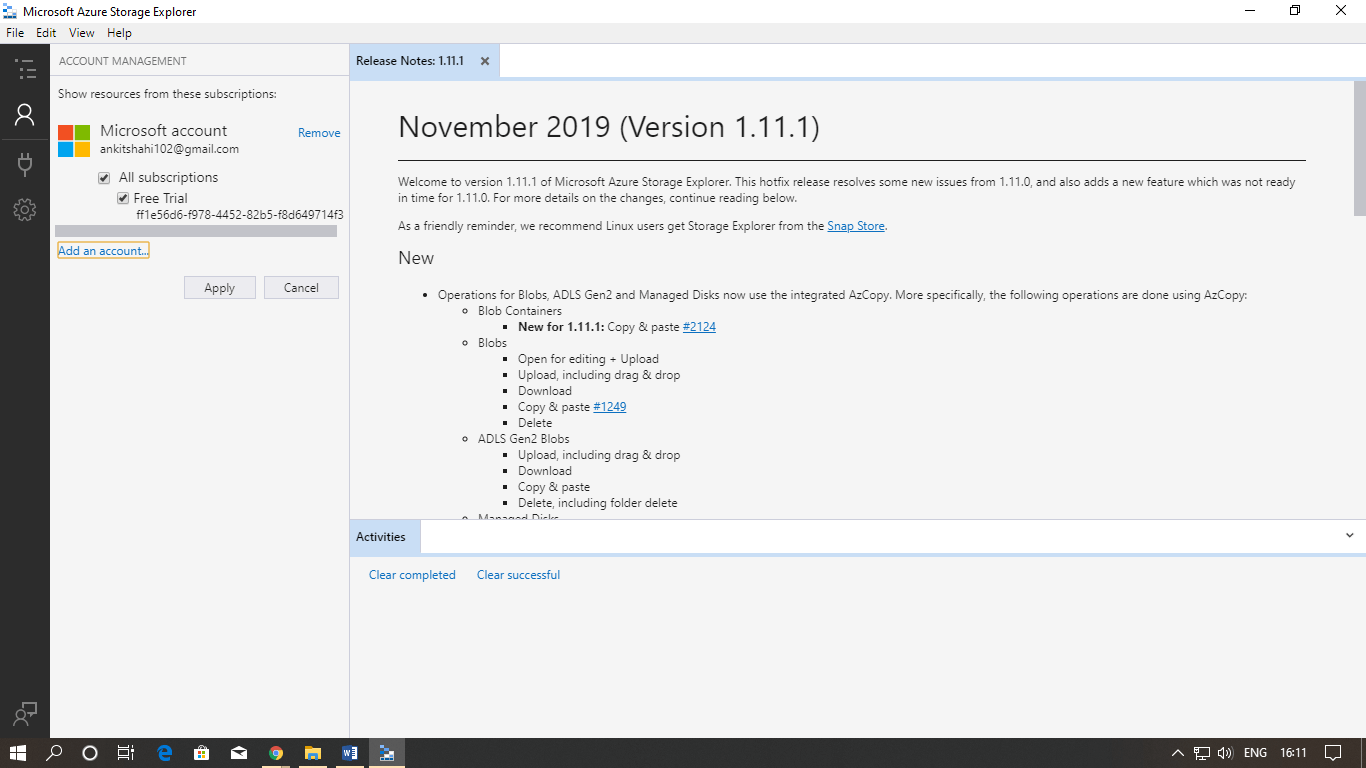 Microsoft Azure Storage Explorer
File Edit View Help
ACCOUNT MANAGEMENT
Show resources from these subscriptions:
Microsoft account
Remove
ankitshahi102@gmail.com
All subscriptions
Free Trial
ff1e56d6-f978-4452-82b5-f8d649714f3
Add an account...
Apply Cancel
Release Notes: 1.11.1
November 2019 (Version 1.11.1)
Welcome to version 1.11.1 of Microsoft Azure Storage Explorer. This hotfix release resolves some new issues from 1.11.0, and also adds a new feature which was not ready
in time for 1.11.0. For more details on the changes, continue reading below.
As a friendly reminder, we recommend Linux users get Storage Explorer from the Snap Store.
New
• Operations for Blobs, ADLS Gen2 and Managed Disks now use the integrated AzCopy. More specifically, the following operations are done using AzCopy:
Blob Containers
New for 1.11.1: Copy & paste #2124
Blobs
Open for editing + Upload
Upload, including drag & drop
Download
Copy & paste #1249
Delete
ADLS Gen2 Blobs
Upload, including drag & drop
Download
Copy & paste
Delete, including folder delete
Managed Disks
Activities
Clear completed Clear successful
ENG 16:11